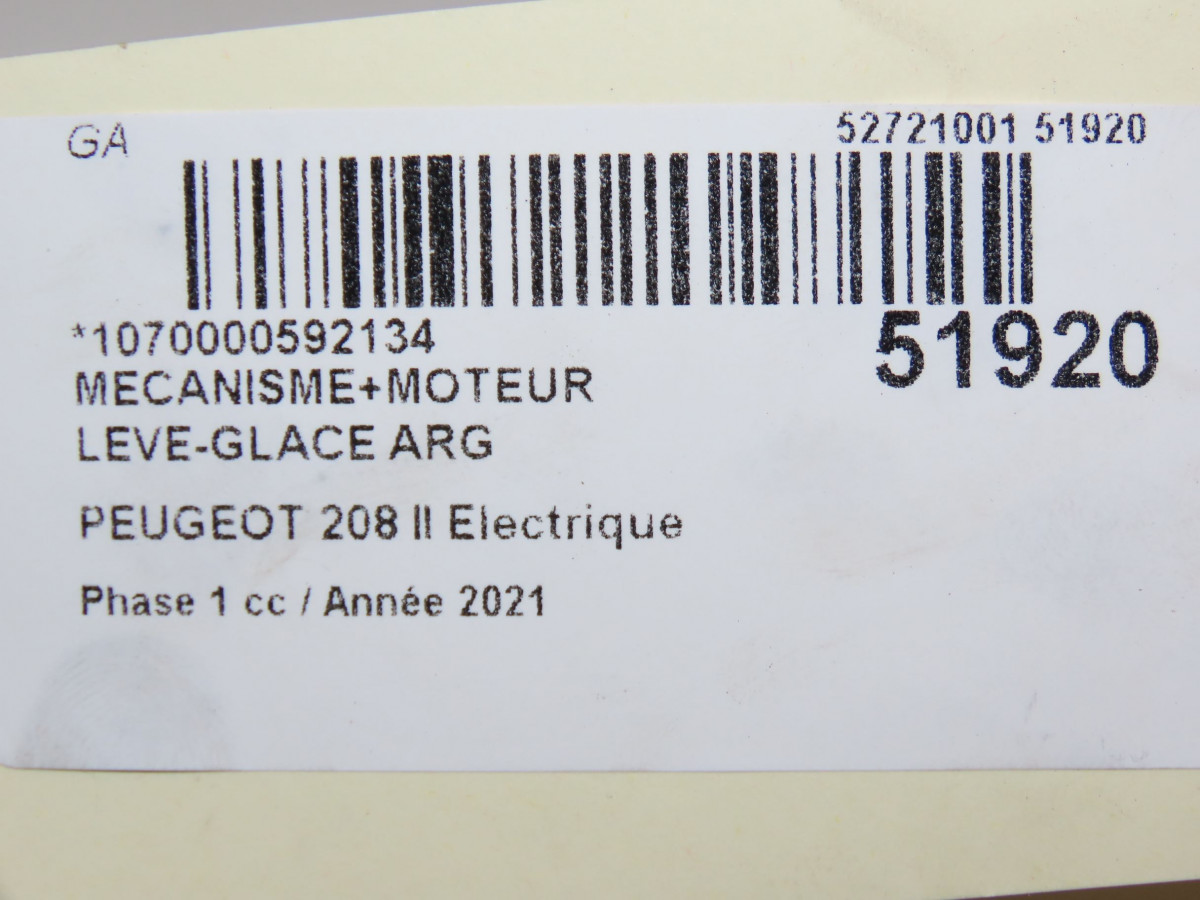 GA
52721001 51920
*1070000592134
51920
MECANISME+MOTEUR
LEVE-GLACE ARG
PEUGEOT 208 II Electrique
Phase 1 cc / Année 2021